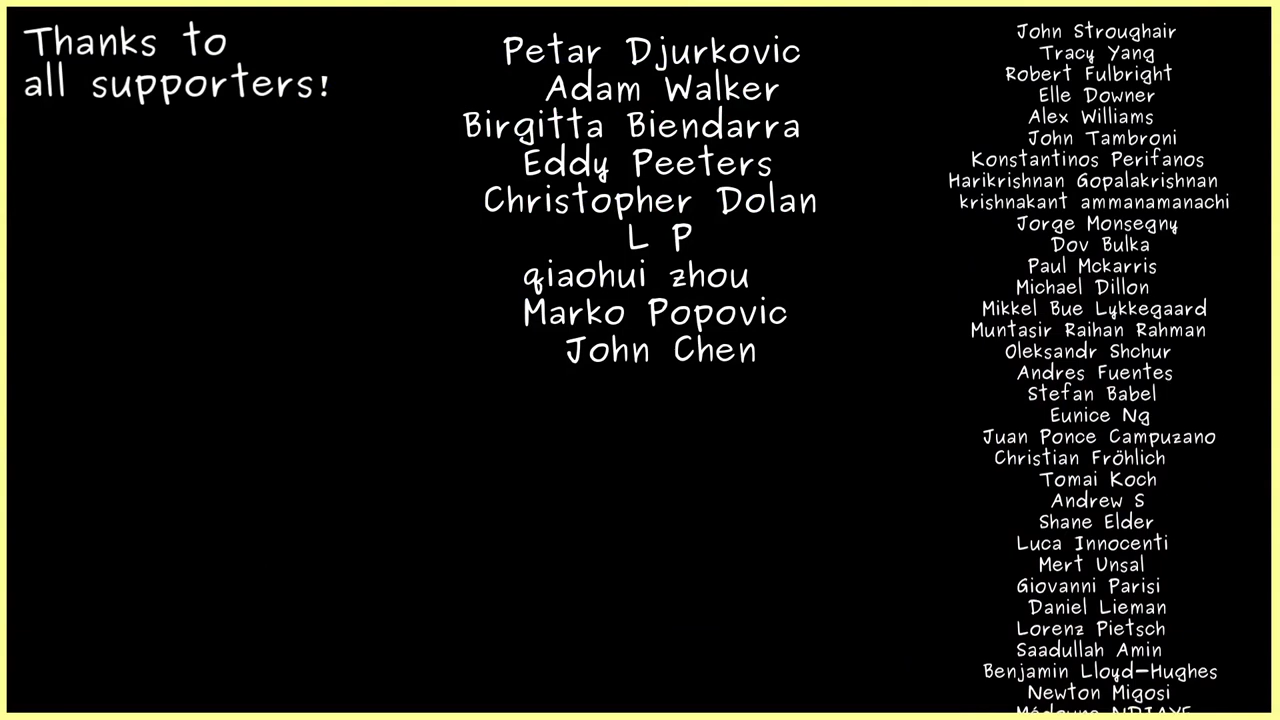 Thanks to
all supporters!
Petar Djurkovic
Adam Walker
Birgitta Biendarra
Eddy Peeters
Christopher Dolan
L P
qiaohui zhou
Marko Popovic
John Chen
John Stroughair
Tracy Yang
Robert Fulbright
Elle Downer
Alex Williams
John Tambroni
Konstantinos Perifanos
Harikrishnan Gopalakrishnan
krishnakant ammanamanachi
Jorge Monsegny
Dov Bulka
Paul Mckarris
Michael Dillon
Mikkel Bue Lykkegaard
Muntasir Raihan Rahman
Oleksandr Shchur
Andres Fuentes
Stefan Babel
Eunice Ng
Juan Ponce Campuzano
Christian Fröhlich
Tomai Koch
Andrew S
Shane Elder
Luca Innocenti
Mert Unsal
Giovanni Parisi
Daniel Lieman
Lorenz Pietsch
Saadullah Amin
Benjamin Lloyd-Hughes
Newton Migosi